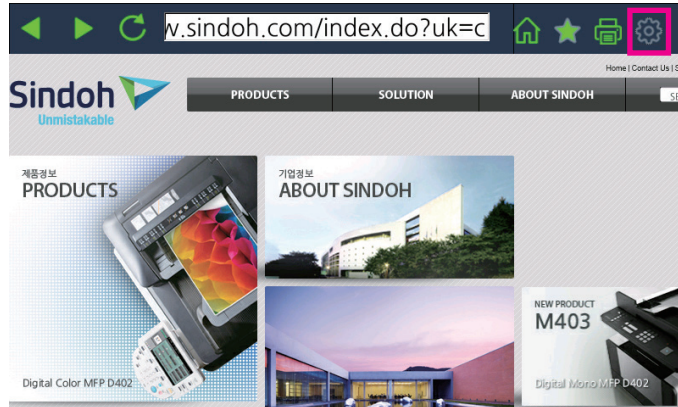 w.sindoh.com/index.do?uk=c
Home | Contact Us | S
Sindoh
Unmistakable
PRODUCTS
SOLUTION
ABOUT SINDOH
SE
제품정보
PRODUCTS
기업정보
ABOUT SINDOH
NEW PRODUCT
M403
Digital Color MFP D402
Digital Mono MFP D402